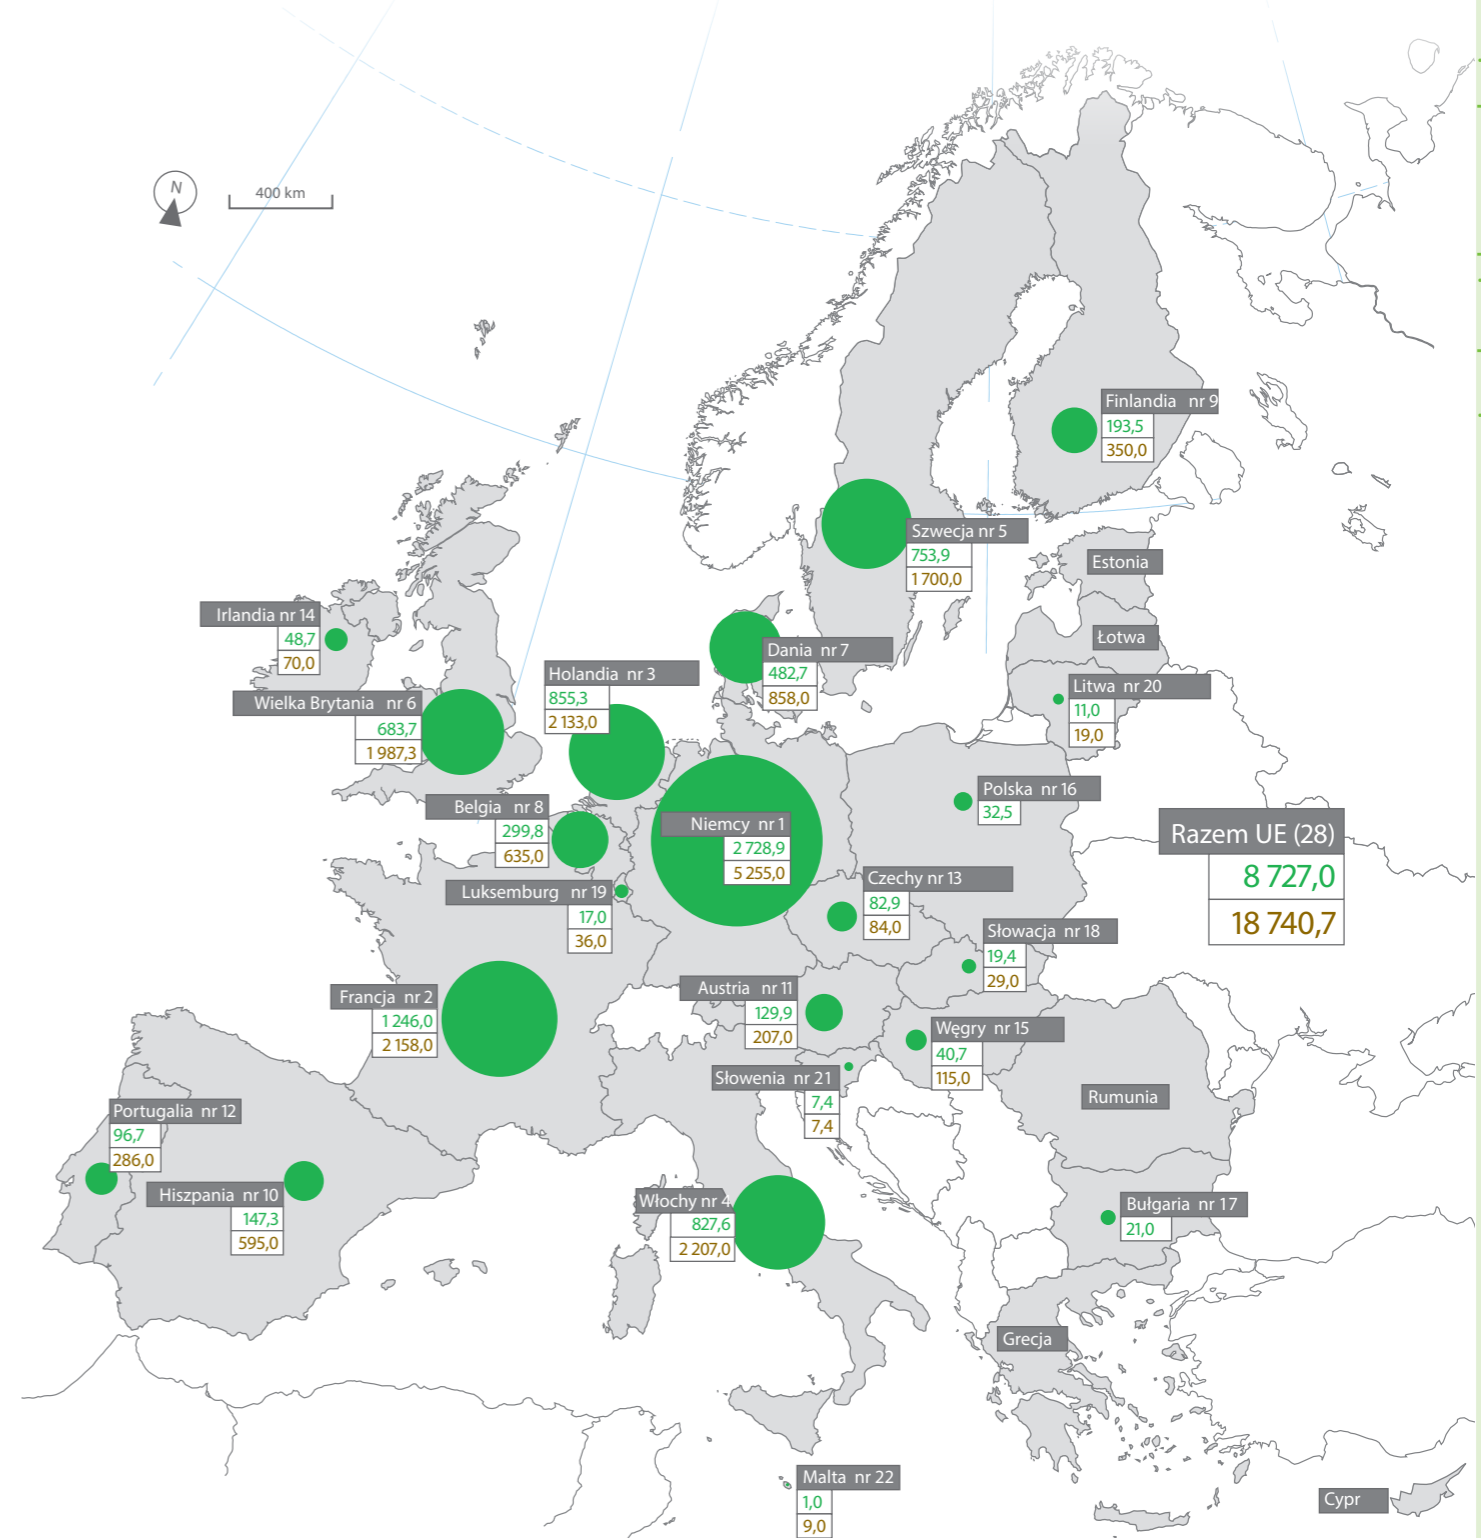 N
400 km
Finlandia nr 9
193,5
350,0
Szwecja nr 5
753,9
1 700,0
Estonia
Irlandia nr 14
48,7
70,0
Łotwa
Dania nr 7
482,7
858,0
Holandia nr 3
855,3
2 133,0
Litwa nr 20
11,0
19,0
Wielka Brytania nr 6
683,7
1 987,3
Polska nr 16
32,5
Belgia nr 8
299,8
635,0
Niemcy nr 1
2 728,9
5 255,0
Razem UE (28)
8 727,0
18 740,7
Luksemburg nr 19
17,0
36,0
Czechy nr 13
82,9
84,0
Słowacja nr 18
19,4
29,0
Francja nr 2
1 246,0
2 158,0
Austria nr 11
129,9
207,0
Węgry nr 15
40,7
115,0
Słowenia nr 21
7,4
7,4
Rumunia
Portugalia nr 12
96,7
286,0
Hiszpania nr 10
147,3
595,0
Włochy nr 4
827,6
2 207,0
Bułgaria nr 17
21,0
Grecja
Malta nr 22
1,0
9,0
Cypr